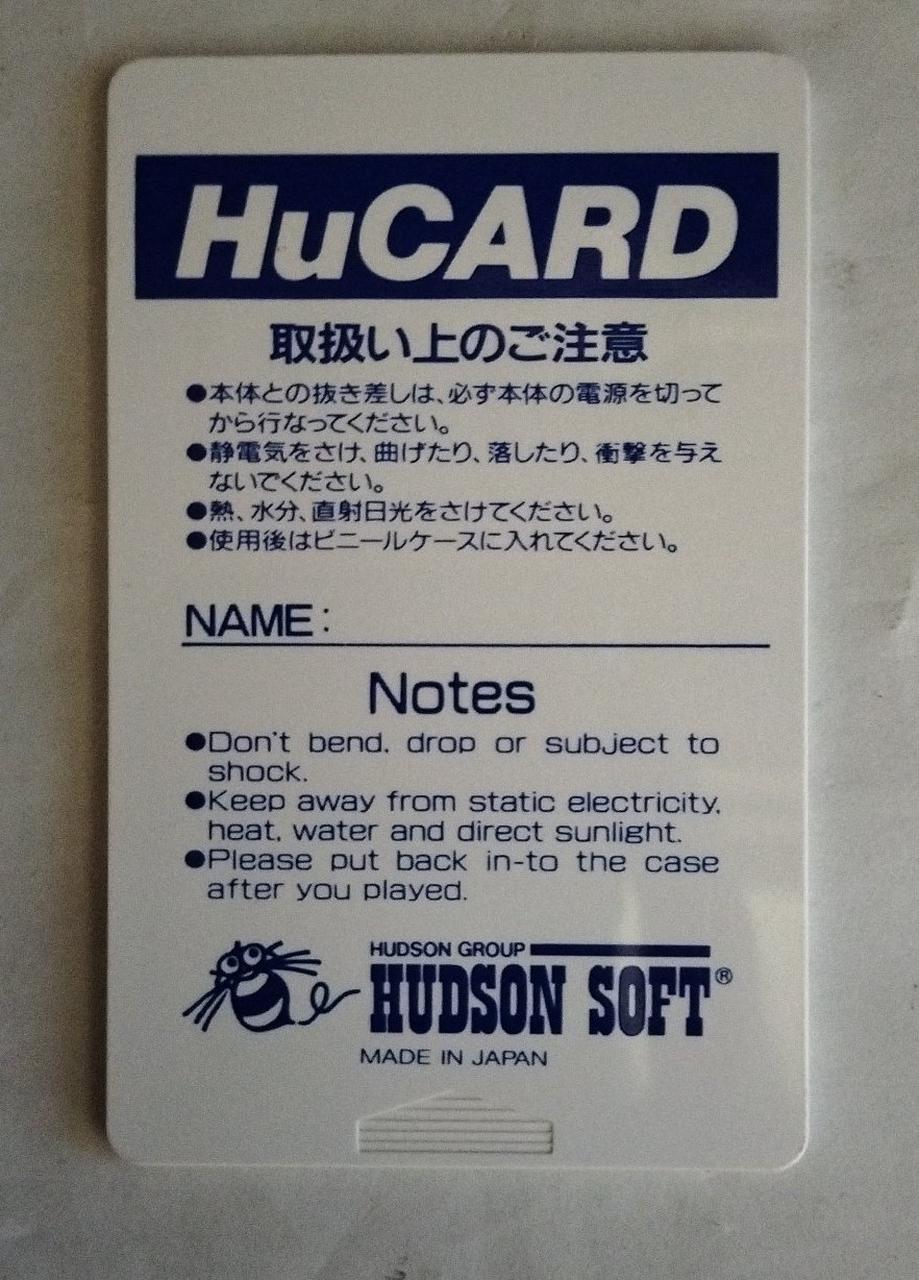 HuCARD
取扱い上のご注意
●本体との抜き差しは、必ず本体の電源を切って
から行なってください。
●静電気をさけ、曲げたり、落したり、衝撃を与え
ないでください。
●熱、水分、直射日光をさけてください。
●使用後はビニールケースに入れてください。
NAME:
Notes
●Don't bend. drop or subject to
shock.
●Keep away from static electricity,
heat, water and direct sunlight.
●Please put back in-to the case
after you played.
HUDSON GROUP
HUDSON SOFT®
MADE IN JAPAN